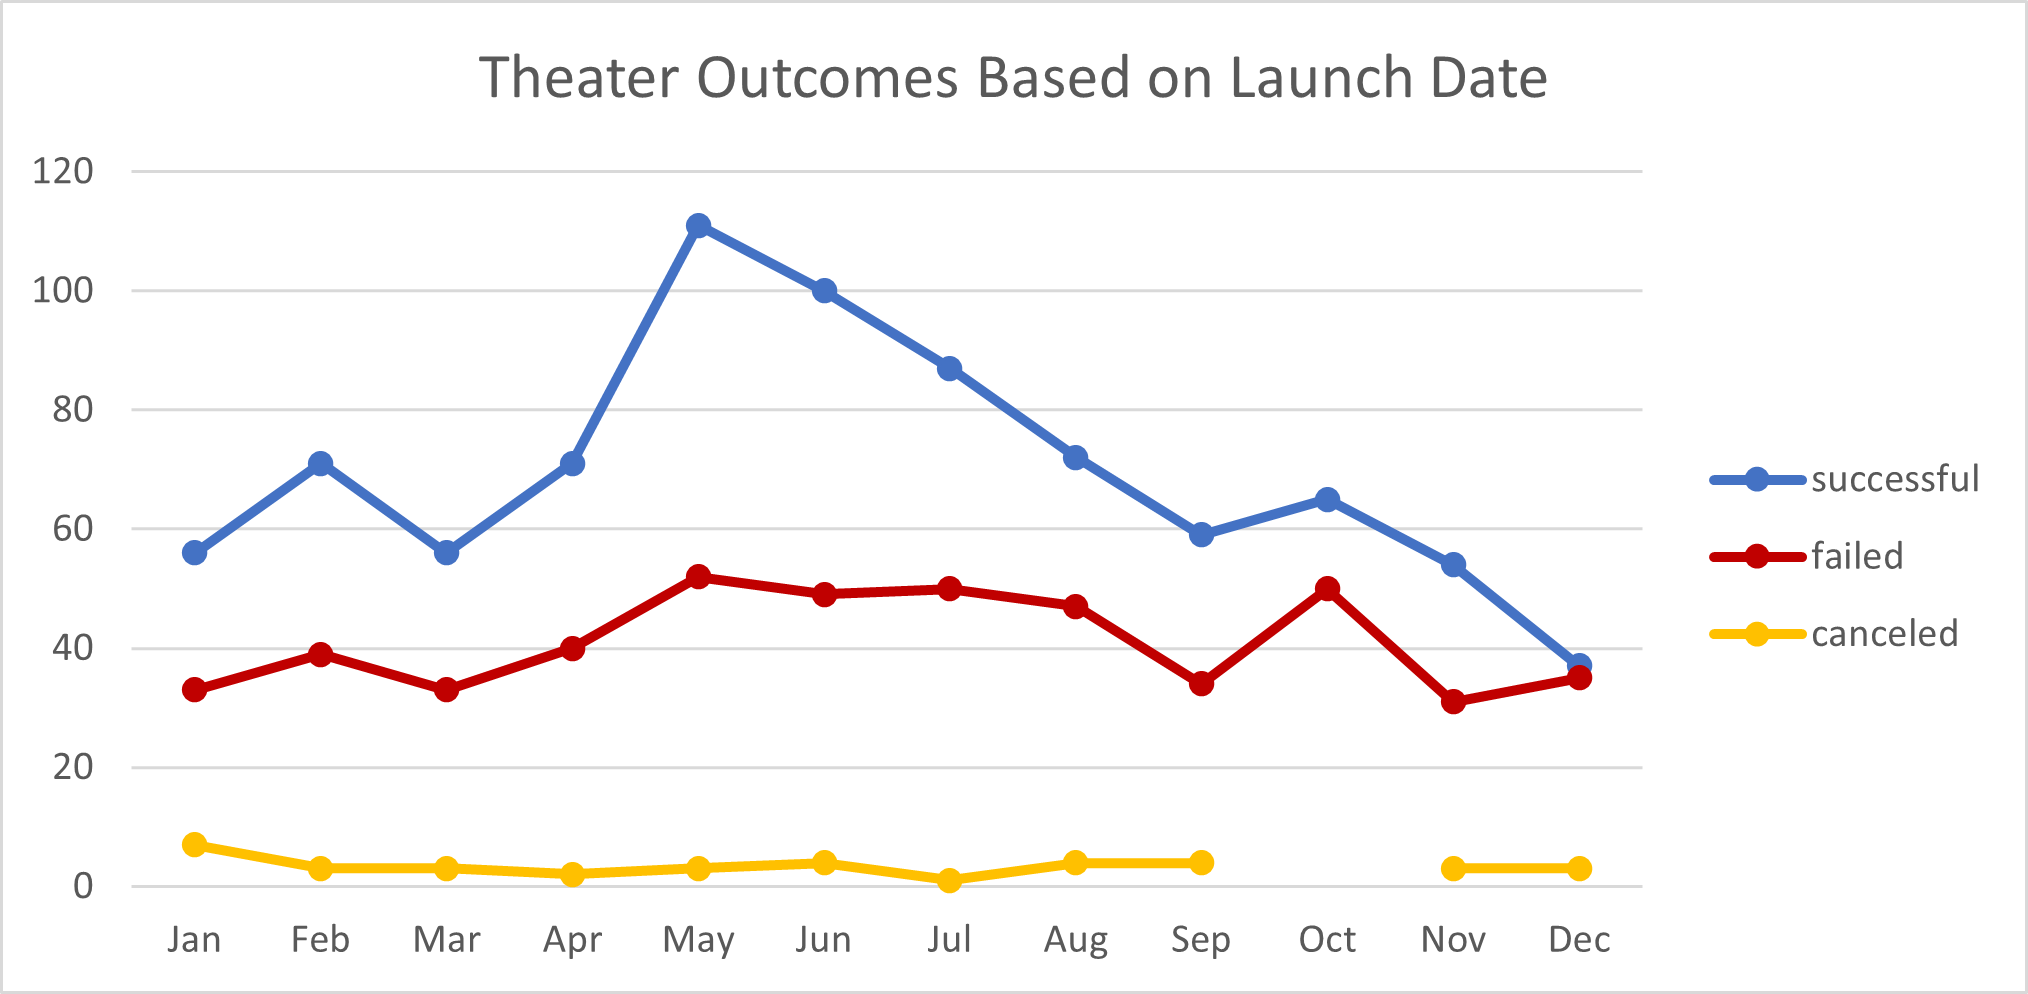 Theater Outcomes Based on Launch Date
120
100
80
60
40
20
0
Jan Feb Mar Apr May Jun Jul Aug Sep Oct Nov Dec
successful
failed
canceled